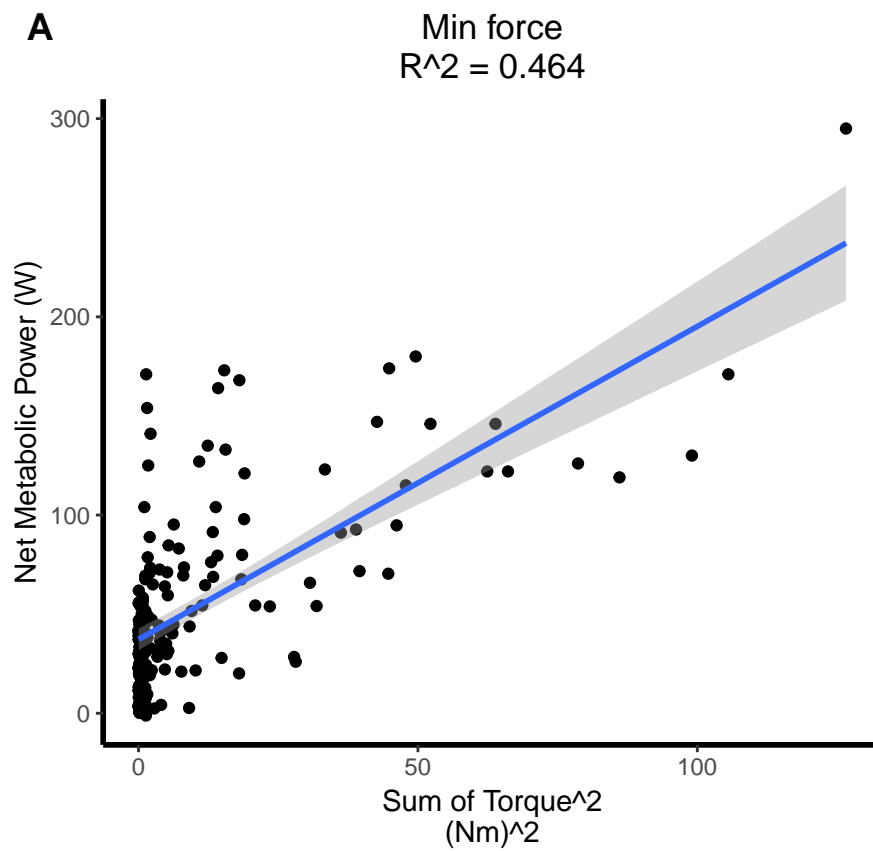 A
Min force
R^2 = 0.464
Net Metabolic Power (W)
300
200
100
0
0
50
100
Sum of Torque^2
(Nm)^2